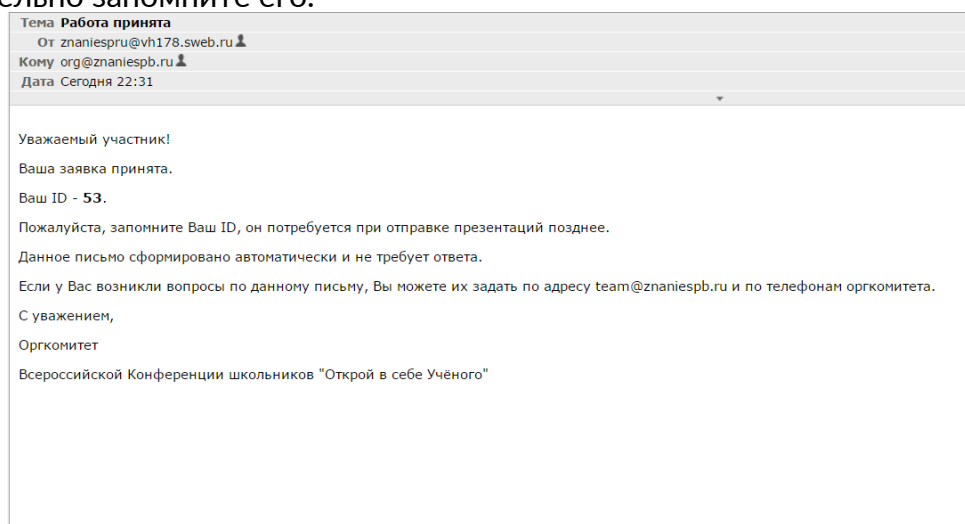 запомните его.
Тема Работа принята
От znaniespru@vh178.sweb.ru
Кому org@znaniespb.ru
Дата Сегодня 22:31
Уважаемый участник!
Ваша заявка принята.
Ваш ID - 53.
Пожалуйста, запомните Ваш ID, он потребуется при отправке презентаций позднее.
Данное письмо сформировано автоматически и не требует ответа.
Если у Вас возникли вопросы по данному письму, Вы можете их задать по адресу team@znaniespb.ru и по телефонам оргкомитета.
С уважением,
Оргкомитет
Всероссийской Конференции школьников "Открой в себе Учёного"